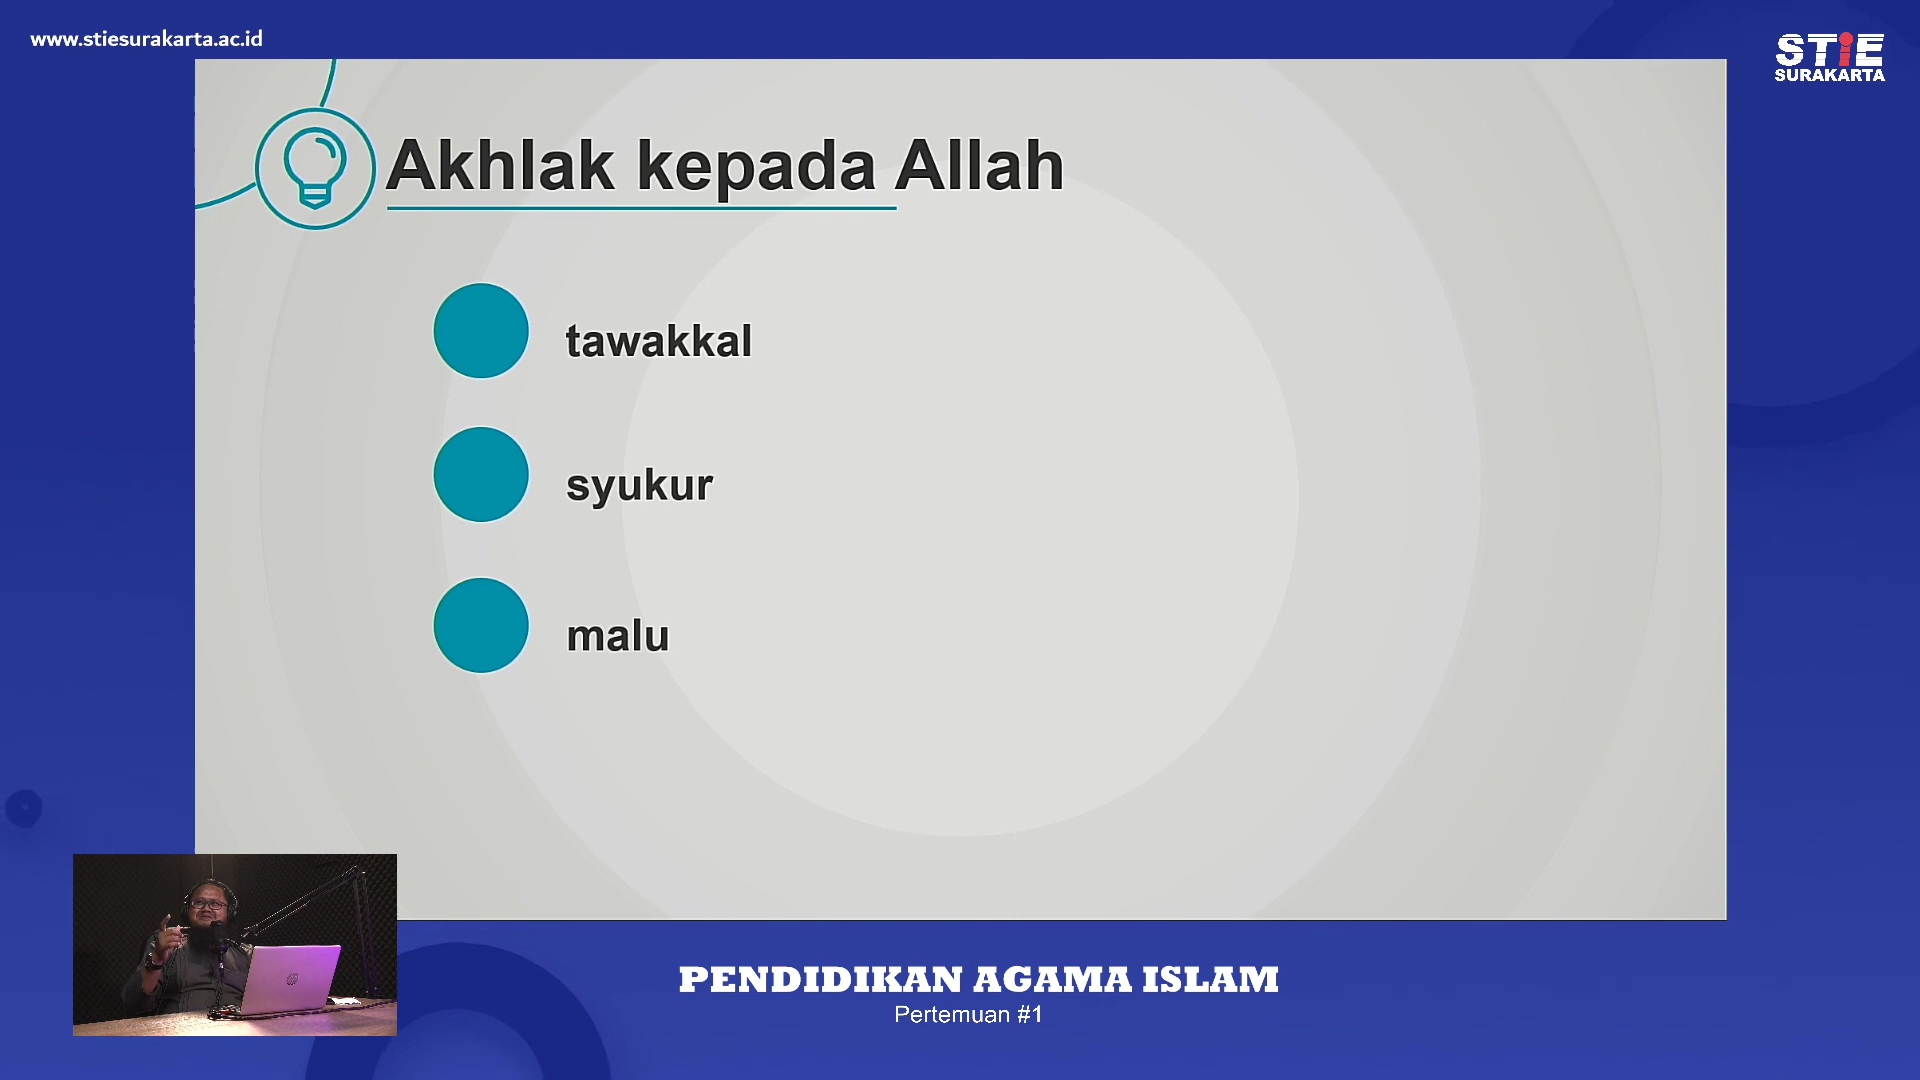 www.stiesurakarta.ac.id
STiE
SURAKARTA
Akhlak kepada Allah
tawakkal
syukur
malu
PENDIDIKAN AGAMA ISLAM
Pertemuan #1